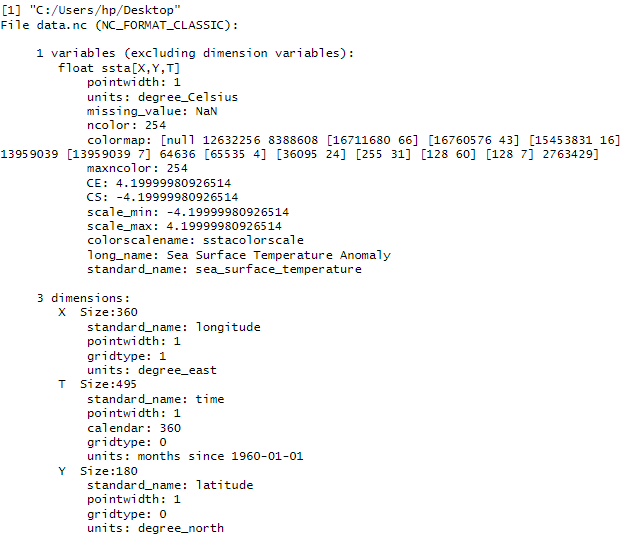 [1] "C:/Users/hp/Desktop"
File data.nc (NC_FORMAT_CLASSIC):
1 variables (excluding dimension variables):
float ssta[X,Y,T]
pointwidth: 1
units: degree_Celsius
missing_value: NaN
ncolor: 254
colormap: [null 12632256 8388608 [16711680 66] [16760576 43] [15453831 16]
13959039 [13959039 7] 64636 [65535 4] [36095 24] [255 31] [128 60] [128 7] 2763429]
maxncolor: 254
CE: 4.19999980926514
CS: -4.19999980926514
scale_min: -4.19999980926514
scale_max: 4.19999980926514
colorscalename: sstacolorscale
long_name: Sea Surface Temperature Anomaly
standard_name: sea_surface_temperature
3 dimensions:
X Size:360
standard_name: longitude
pointwidth: 1
gridtype: 1
units: degree_east
T Size:495
standard_name: time
pointwidth: 1
calendar: 360
gridtype: 0
units: months since 1960-01-01
Y Size:180
standard_name: latitude
pointwidth: 1
gridtype: 0
units: degree_north